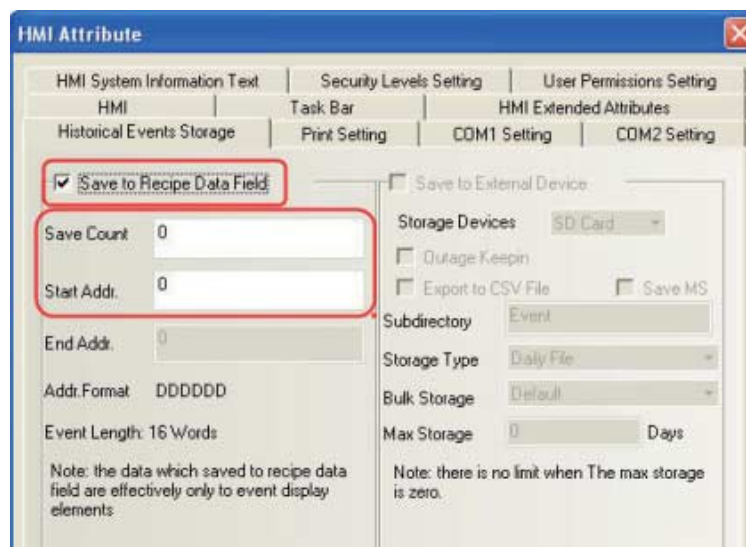 HMI Attribute
HMI System Information Text
Security Levels Setting
User Permissions Setting
HMI
Task Bar
HMI Extended Attributes
Historical Events Storage
Print Setting
COM1 Setting
COM2 Setting
Save to Recipe Data Field
Save Count 0
Start Addr. 0
End Addr. 0
Addr.Format DDDDDD
Event Length: 16 Words
Note: the data which saved to recipe data
field are effectively only to event display
elements
Save to External Device
Storage Devices SD Card
Outage Keepin
Export to CSV File Save MS
Subdirectory Event
Storage Type Daily File
Bulk Storage Default
Max Storage 0 Days
Note: there is no limit when The max storage
is zero.